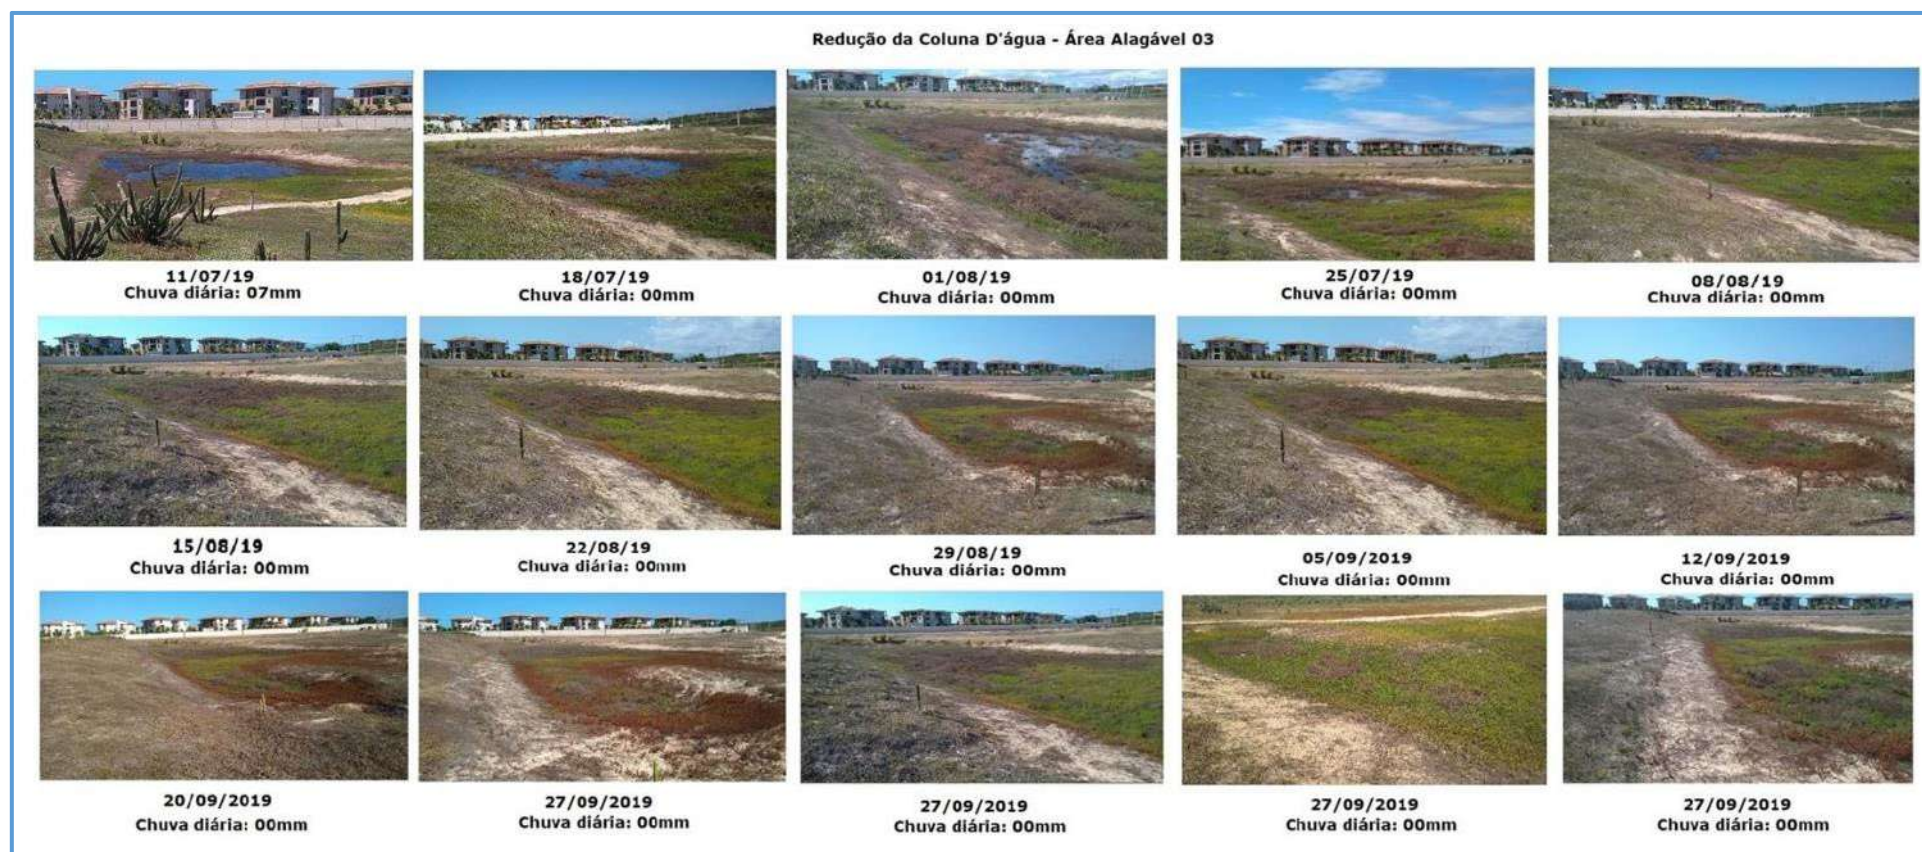 Redução da Coluna D'água - Área Alagável 03
11/07/19
Chuva diária: 07mm
18/07/19
Chuva diária: 00mm
01/08/19
Chuva diária: 00mm
25/07/19
Chuva diária: 00mm
08/08/19
Chuva diária: 00mm
15/08/19
Chuva diária: 00mm
22/08/19
Chuva diária: 00mm
29/08/19
Chuva diária: 00mm
05/09/2019
Chuva diária: 00mm
12/09/2019
Chuva diária: 00mm
20/09/2019
Chuva diária: 00mm
27/09/2019
Chuva diária: 00mm
27/09/2019
Chuva diária: 00mm
27/09/2019
Chuva diária: 00mm
27/09/2019
Chuva diária: 00mm